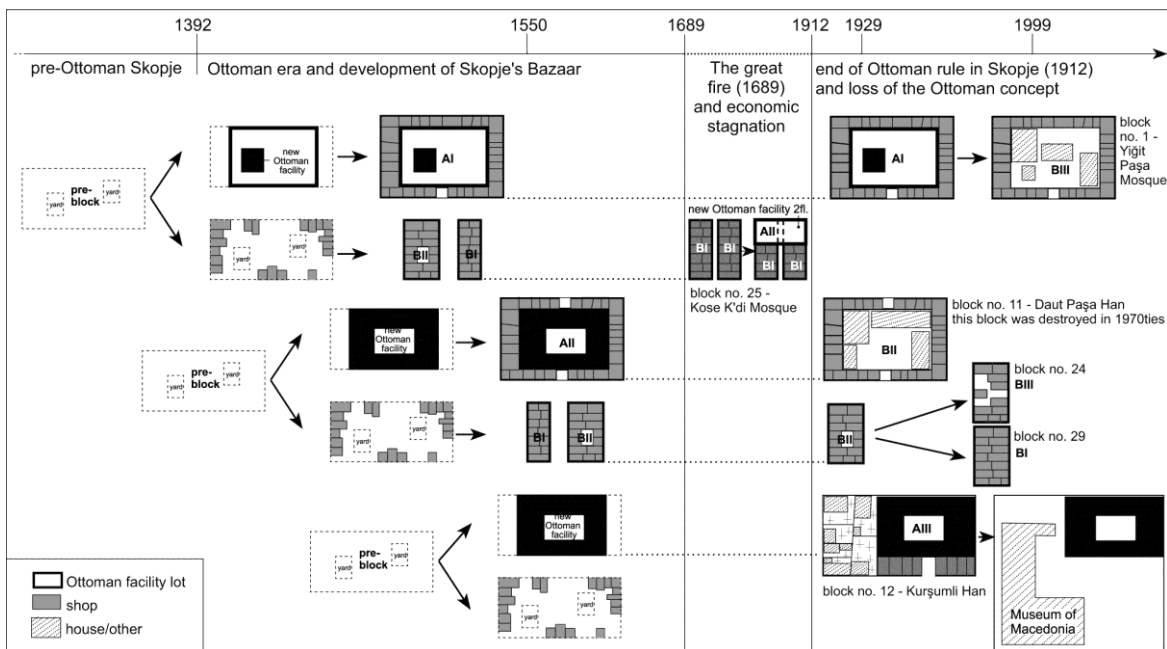 1392
1550
1689
1912
1929
1999
pre-Ottoman Skopje
Ottoman era and development of Skopje's Bazaar
The great
fire (1689)
and economic
stagnation
end of Ottoman rule in Skopje (1912)
and loss of the Ottoman concept
yard
pre-
block
yard
new
Ottoman
facility
AI
AI
BIII
block
no. 1 -
Yiğit
Paşa
Mosque
yard
yard
BII
BI
new Ottoman facility 2fl.
BI
BI
AII
BI
BI
block no. 25 -
Kose K'di Mosque
yard
pre-
block
yard
new
Ottoman
facility
AII
BII
block no. 11 - Daut Paşa Han
this block was destroyed in 1970ties
yard
yard
BI
BII
BII
block no. 24
BIII
block no. 29
BI
yard
pre-
block
yard
new
Ottoman
facility
AIII
block no. 12 - Kurşumli Han
yard
yard
Museum of
Macedonia
Ottoman facility lot
shop
house/other